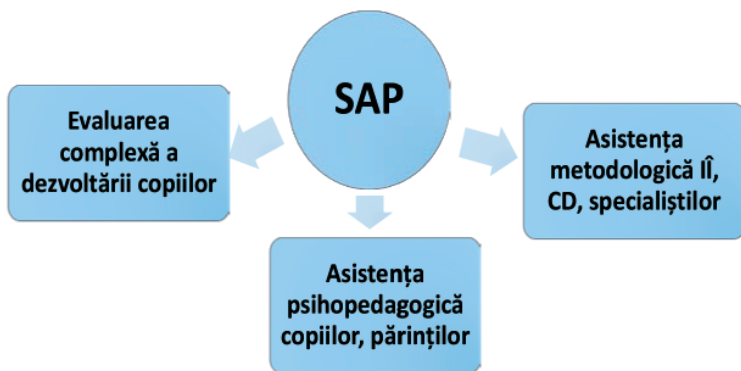 SAP
Evaluarea
complexă a
dezvoltării copiilor
Asistența
psihopedagogică
copiilor, părinților
Asistența
metodologică IÎ,
CD, specialiștilor